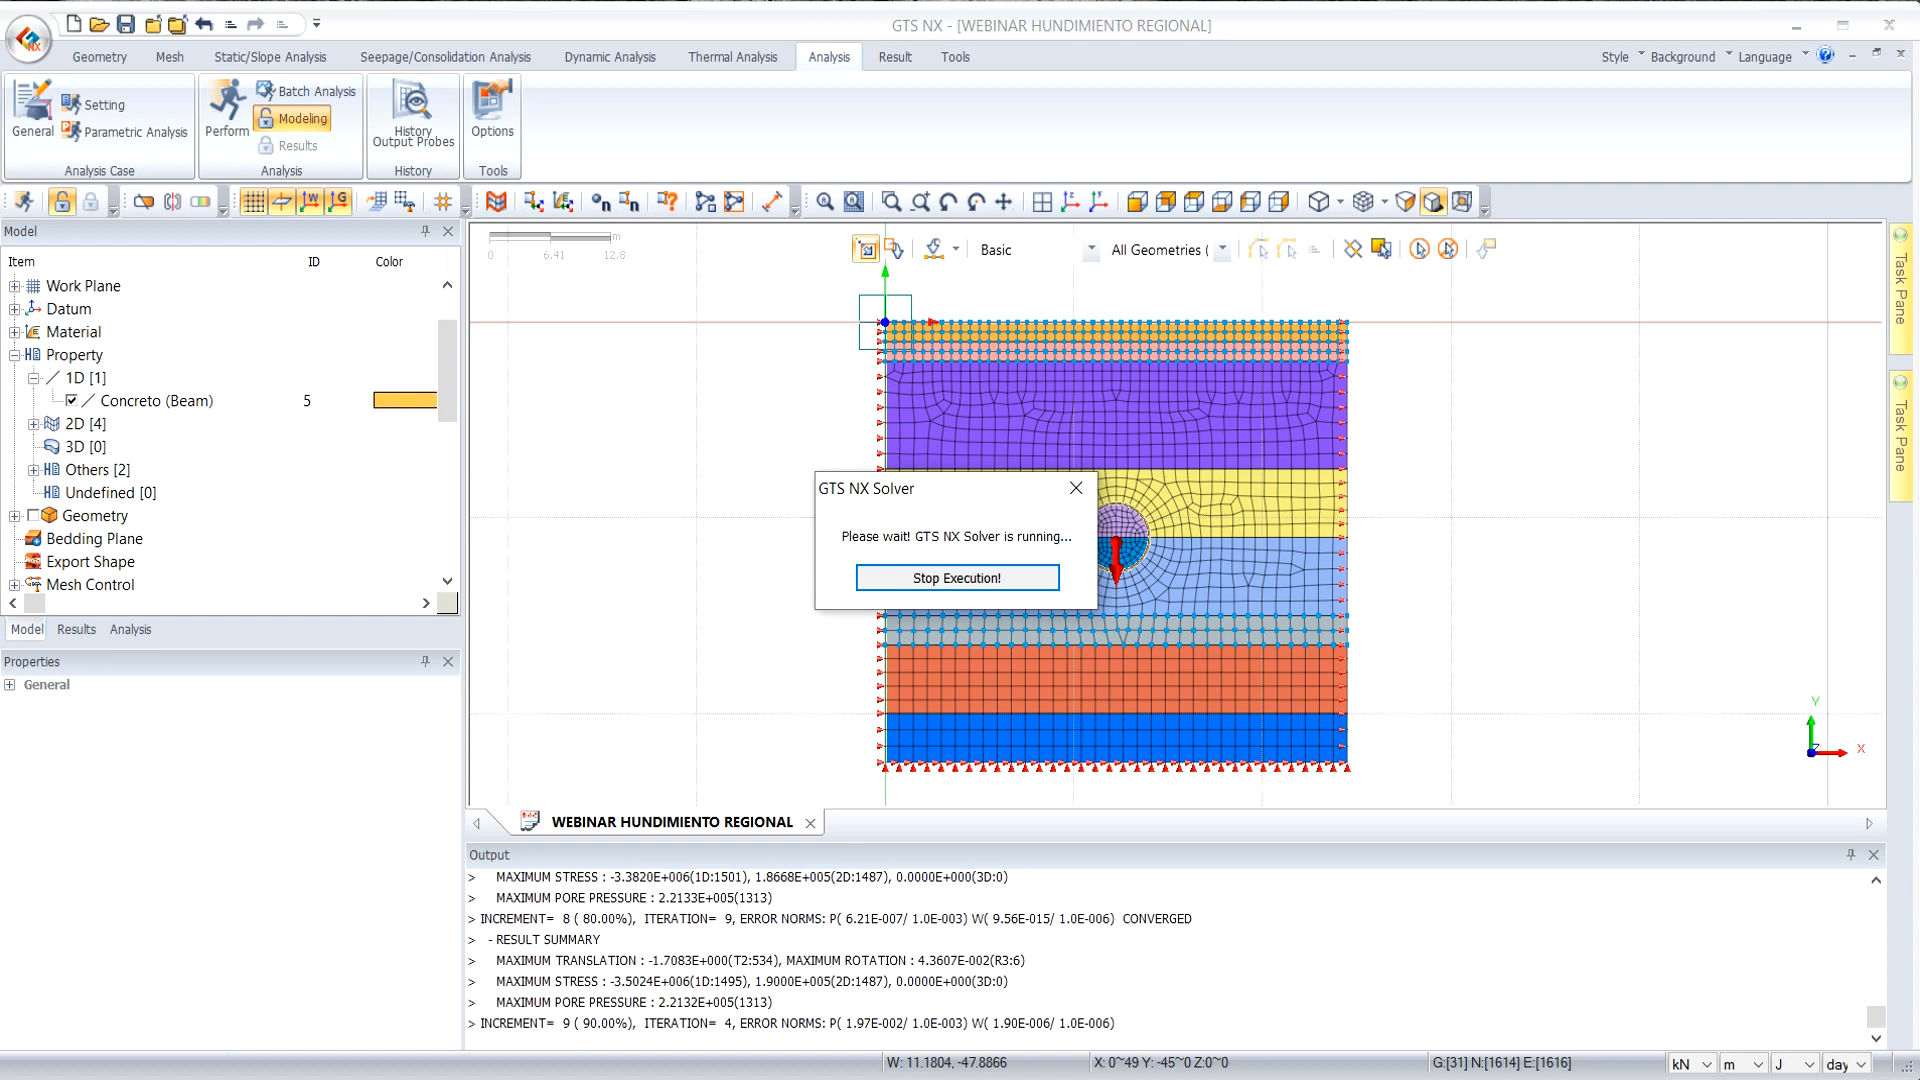 GTS NX - [WEBINAR HUNDIMIENTO REGIONAL]
NX
Geometry Mesh Static/Slope Analysis Seepage/Consolidation Analysis Dynamic Analysis Thermal Analysis Analysis Result Tools
Style Background Language
General
Setting
Parametric Analysis
Analysis Case
Perform
Batch Analysis
Modeling
Results
Analysis
History
Output Probes
History
Options
Tools
Model
Item ID Color
Work Plane
Datum
Material
Property
1D [1]
Concreto (Beam) 5
2D [4]
3D [0]
Others [2]
Undefined [0]
Geometry
Bedding Plane
Export Shape
Mesh Control
Model Results Analysis
Properties
General
m
0 6.41 12.8
Basic
All Geometries (
Task Pane
Task Pane
GTS NX Solver
Please wait! GTS NX Solver is running...
Stop Execution!
Y
Z
X
WEBINAR HUNDIMIENTO REGIONAL
Output
> MAXIMUM STRESS : -3.3820E+006(1D:1501), 1.8668E+005(2D:1487), 0.0000E+000(3D:0)
> MAXIMUM PORE PRESSURE : 2.2133E+005(1313)
> INCREMENT= 8 ( 80.00%), ITERATION= 9, ERROR NORMS: P( 6.21E-007/ 1.0E-003) W( 9.56E-015/ 1.0E-006) CONVERGED
> - RESULT SUMMARY
> MAXIMUM TRANSLATION : -1.7083E+000(T2:534), MAXIMUM ROTATION : 4.3607E-002(R3:6)
> MAXIMUM STRESS : -3.5024E+006(1D:1495), 1.9000E+005(2D:1487), 0.0000E+000(3D:0)
> MAXIMUM PORE PRESSURE : 2.2132E+005(1313)
> INCREMENT= 9 ( 90.00%), ITERATION= 4, ERROR NORMS: P( 1.97E-002/ 1.0E-003) W( 1.90E-006/ 1.0E-006)
W: 11.1804, -47.8866
X: 0~49 Y: -45~0 Z:0~0
G:[31] N:[1614] E:[1616]
kN m J day